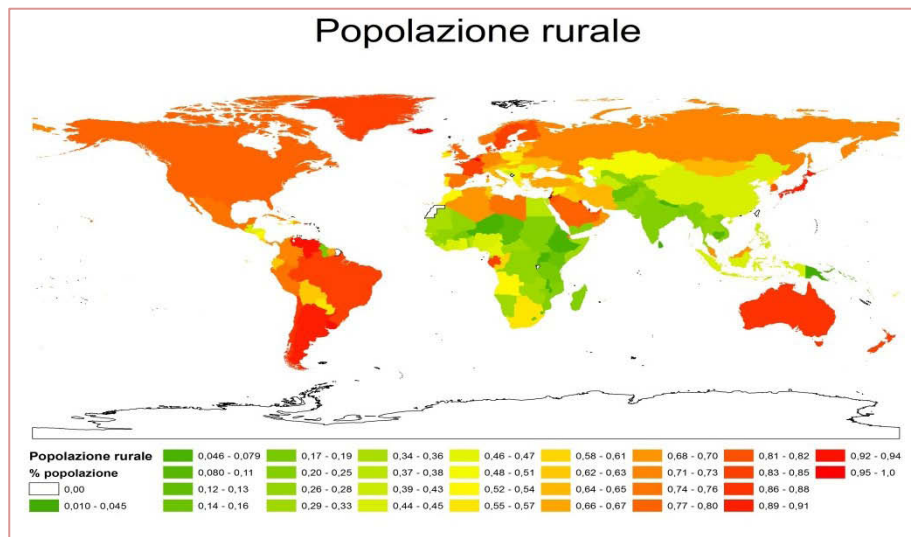 Popolazione rurale
Popolazione rurale
% popolazione
0,00
0,010 - 0,045
0,046 - 0,079
0,080 - 0,11
0,12 - 0,13
0,14 - 0,16
0,17 - 0,19
0,20 - 0,25
0,26 - 0,28
0,29 - 0,33
0,34 - 0,36
0,37 - 0,38
0,39 - 0,43
0,44 - 0,45
0,46 - 0,47
0,48 - 0,51
0,52 - 0,54
0,55 - 0,57
0,58 - 0,61
0,62 - 0,63
0,64 - 0,65
0,66 - 0,67
0,68 - 0,70
0,71 - 0,73
0,74 - 0,76
0,77 - 0,80
0,81 - 0,82
0,83 - 0,85
0,86 - 0,88
0,89 - 0,91
0,92 - 0,94
0,95 - 1,0